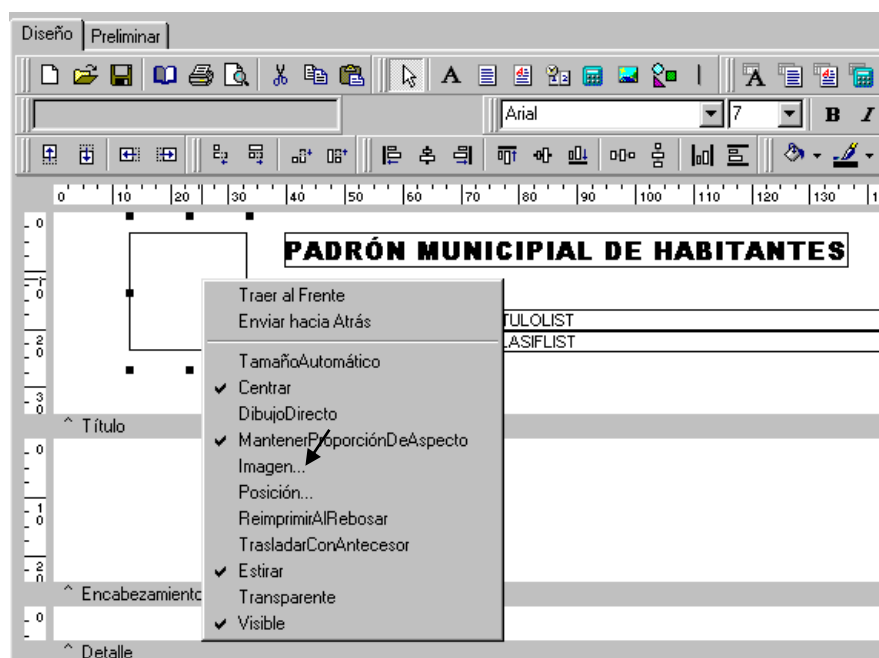 Diseño Preliminar
Arial 7 B I
0 10 20 30 40 50 60 70 80 90 100 110 120 130
PADRÓN MUNICIPIAL DE HABITANTES
Traer al Frente
Enviar hacia Atrás
TULOLIST
LASIFLIST
TamañoAutomático
Centrar
DibujoDirecto
^ Título
MantenerProporciónDeAspecto
Imagen...
Posición...
ReimprimirAlRebosar
TrasladarConAntecesor
Estirar
^ Encabezamiento
Transparente
Visible
^ Detalle